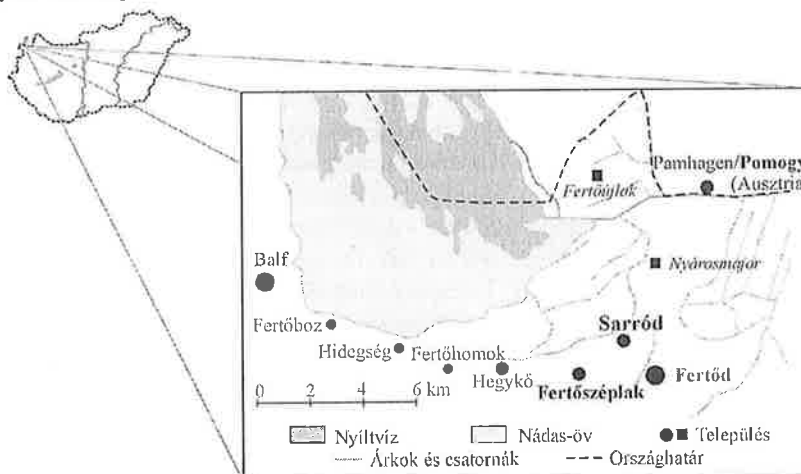 Pamhagen/Pomogy
(Ausztria
Fertőújlak
Nyárosmajor
Balf
Fertőboz
Sarród
Hidegség
Fertőhomok
Hegykő
Fertőszéplak
Fertőd
0 2 4 6 km
Nyíltvíz Nádas-öv Település
Árkok és csatornák Országhatár